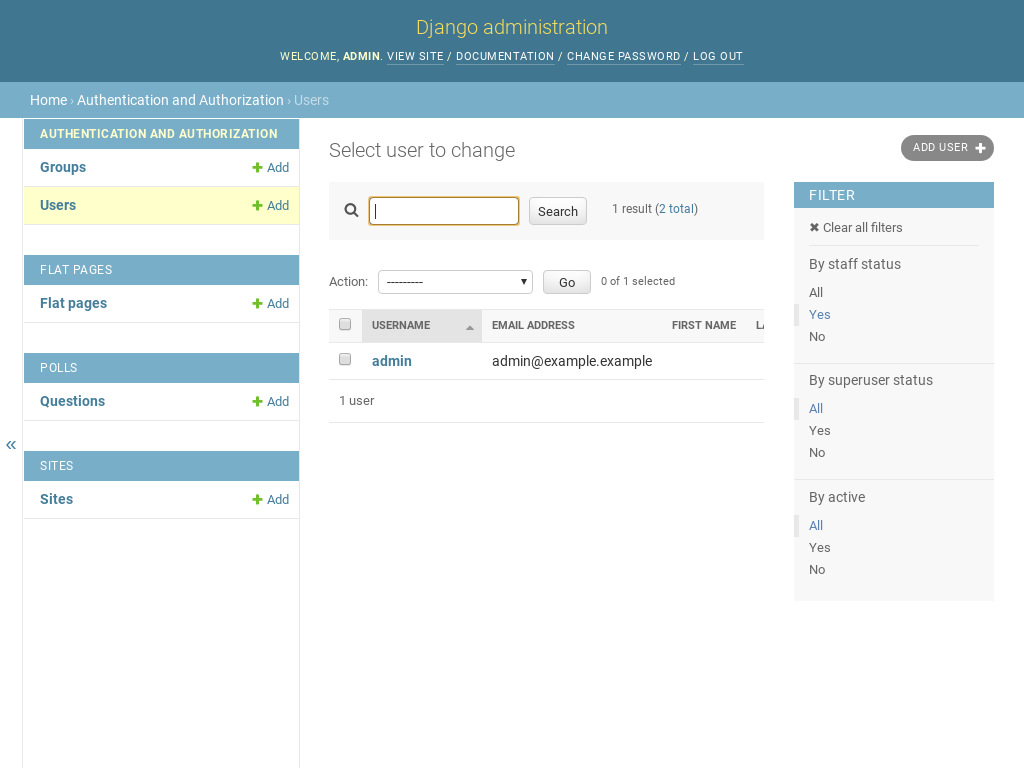 Django administration
WELCOME, ADMIN. VIEW SITE / DOCUMENTATION / CHANGE PASSWORD / LOG OUT
Home › Authentication and Authorization › Users
AUTHENTICATION AND AUTHORIZATION
Groups Add
Users Add
FLAT PAGES
Flat pages Add
POLLS
Questions Add
SITES
Sites Add
«
Select user to change
ADD USER
Search 1 result (2 total)
Action: --------- Go 0 of 1 selected
USERNAME EMAIL ADDRESS FIRST NAME
admin admin@example.example
1 user
FILTER
✖ Clear all filters
By staff status
All
Yes
No
By superuser status
All
Yes
No
By active
All
Yes
No